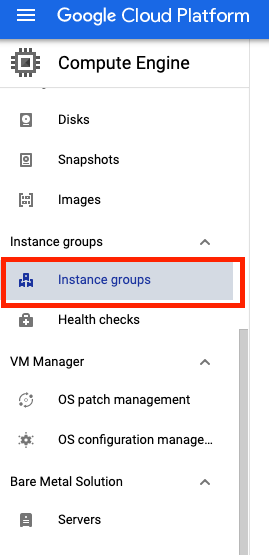 Google Cloud Platform
Compute Engine
Disks
Snapshots
Images
Instance groups
Instance groups
Health checks
VM Manager
OS patch management
OS configuration manage...
Bare Metal Solution
Servers